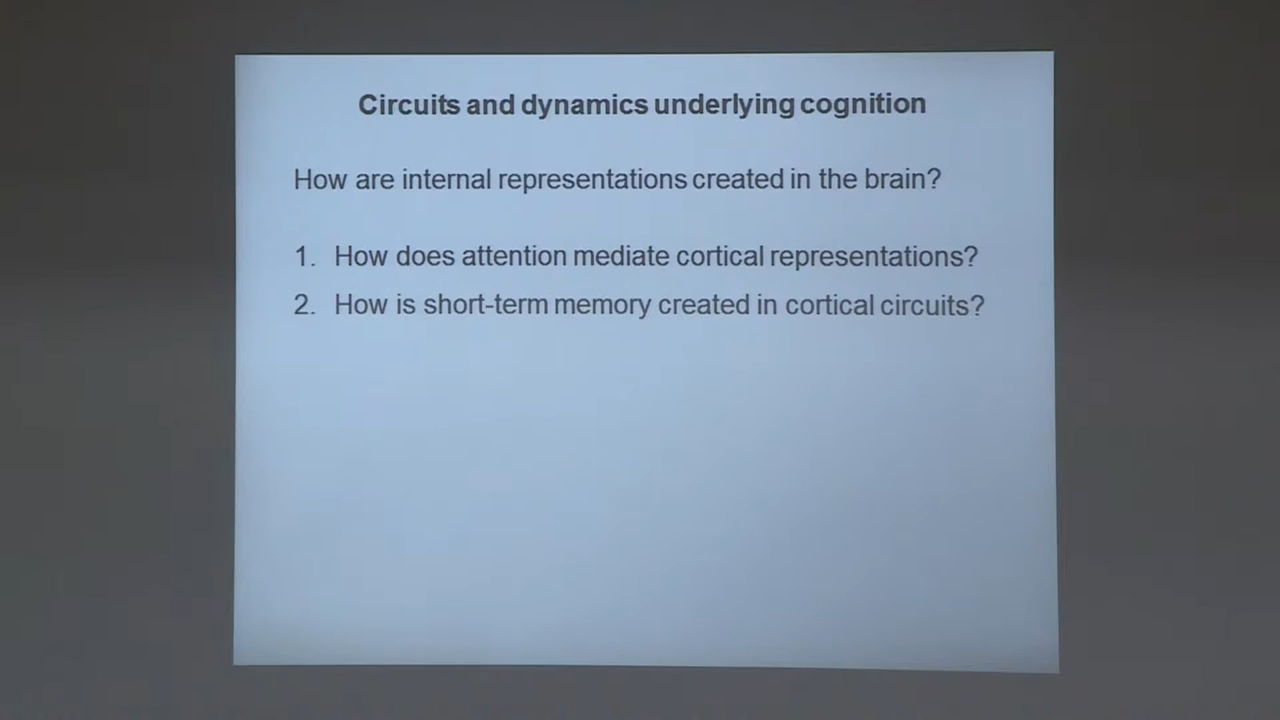 Circuits and dynamics underlying cognition
How are internal representations created in the brain?
1. How does attention mediate cortical representations?
2. How is short-term memory created in cortical circuits?